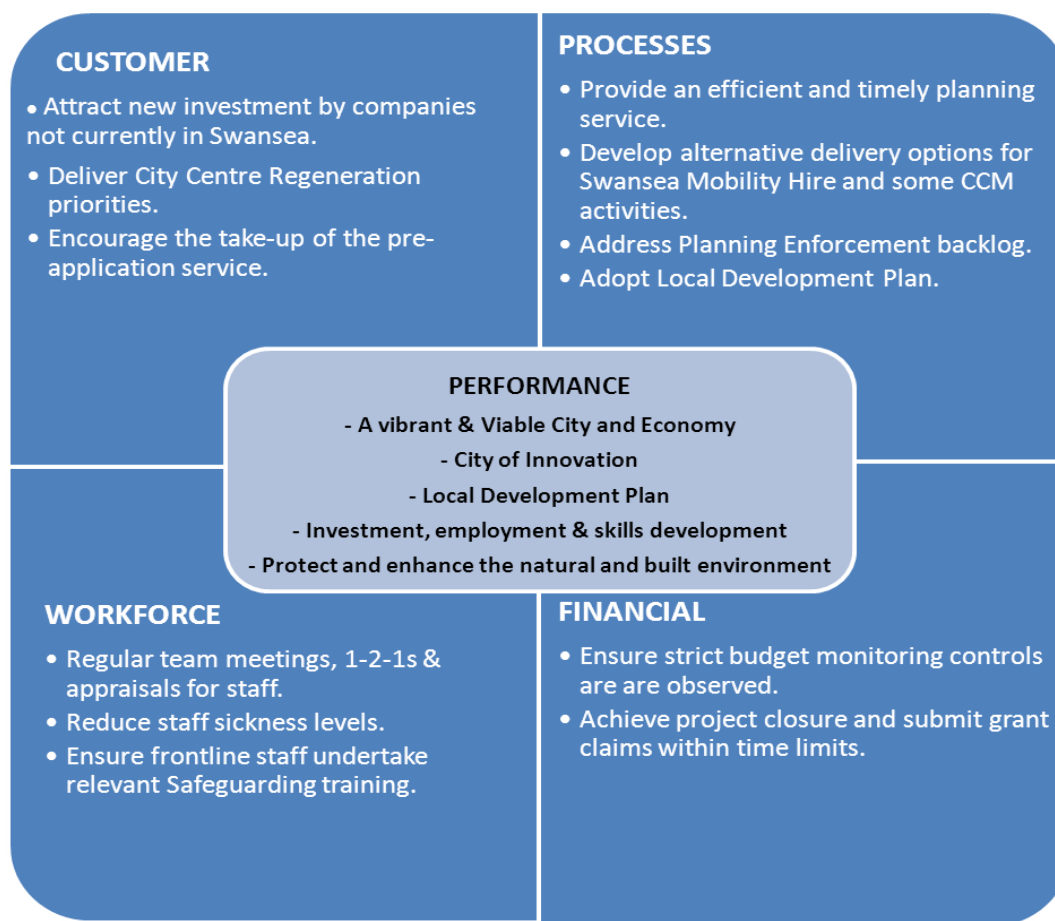 CUSTOMER
• Attract new investment by companies
not currently in Swansea.
• Deliver City Centre Regeneration
priorities.
• Encourage the take-up of the pre-
application service.
PROCESSES
• Provide an efficient and timely planning
service.
• Develop alternative delivery options for
Swansea Mobility Hire and some CCM
activities.
• Address Planning Enforcement backlog.
• Adopt Local Development Plan.
PERFORMANCE
- A vibrant & Viable City and Economy
- City of Innovation
- Local Development Plan
- Investment, employment & skills development
- Protect and enhance the natural and built environment
WORKFORCE
• Regular team meetings, 1-2-1s &
appraisals for staff.
• Reduce staff sickness levels.
• Ensure frontline staff undertake
relevant Safeguarding training.
FINANCIAL
• Ensure strict budget monitoring controls
are are observed.
• Achieve project closure and submit grant
claims within time limits.